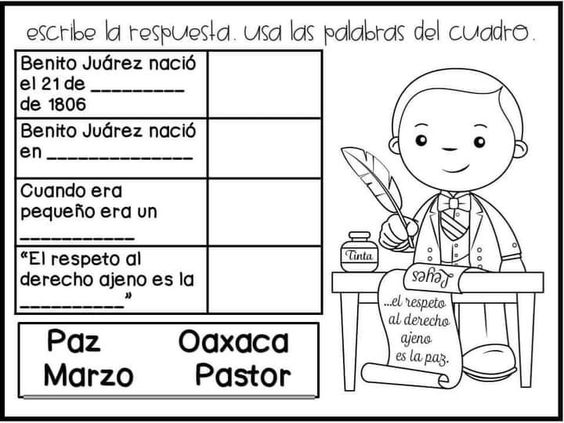 escribe la respuesta. usa las palabras del cuadro.
Benito Juárez nació
el 21 de _________
de 1806
Benito Juárez nació
en ______________
Cuando era
pequeño era un
___________
“El respeto al
derecho ajeno es la
__________”
Paz Oaxaca
Marzo Pastor
Tinta
Leyes
...el respeto
al derecho
ajeno
es la paz.